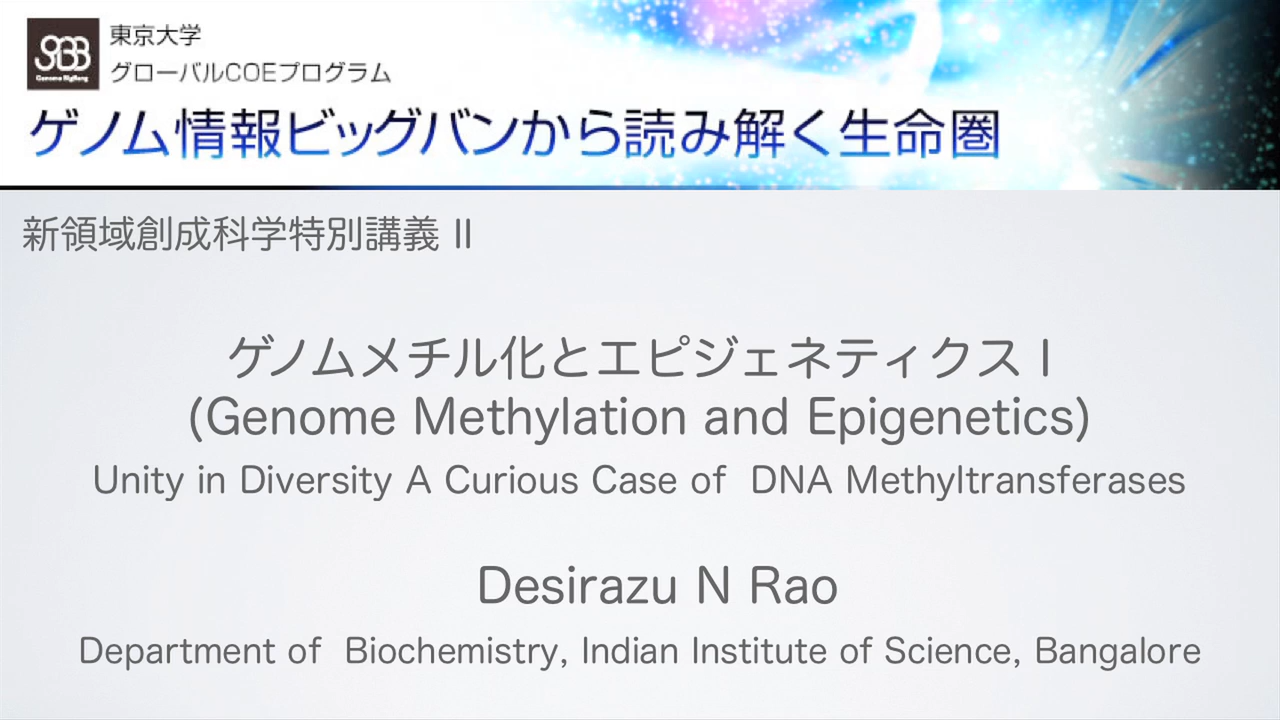 東京大学
グローバルCOEプログラム
GBB
Genome BigBang
ゲノム情報ビッグバンから読み解く生命圏
新領域創成科学特別講義 II
ゲノムメチル化とエピジェネティクス I
(Genome Methylation and Epigenetics)
Unity in Diversity A Curious Case of DNA Methyltransferases
Desirazu N Rao
Department of Biochemistry, Indian Institute of Science, Bangalore